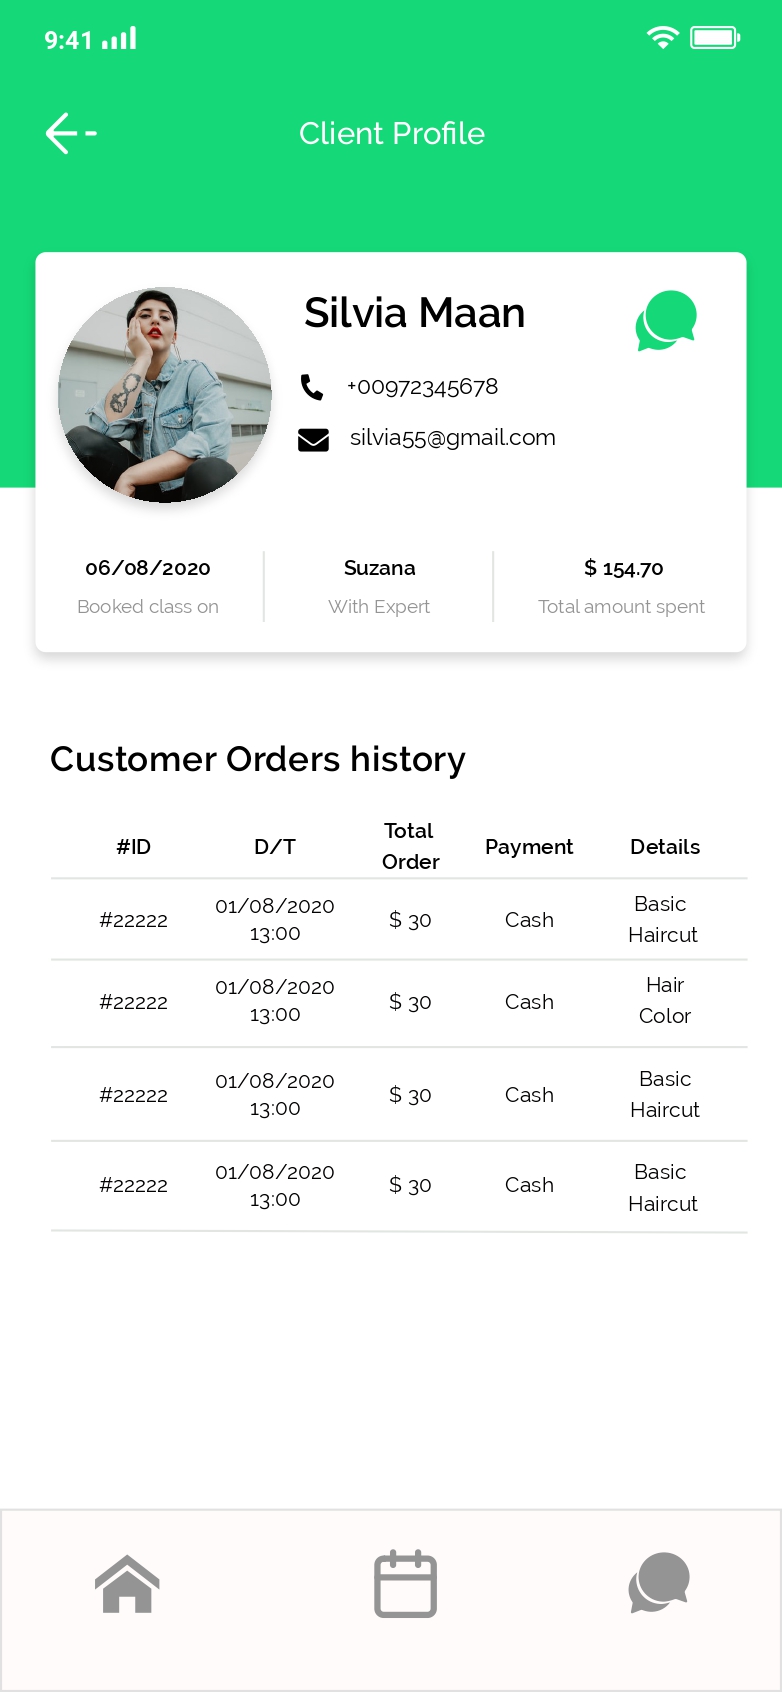 9:41
Client Profile
Silvia Maan
+00972345678
silvia55@gmail.com
06/08/2020 Suzana $ 154.70
Booked class on With Expert Total amount spent
Customer Orders history
#ID D/T Total Order Payment Details
#22222 01/08/2020 13:00 $ 30 Cash Basic Haircut
#22222 01/08/2020 13:00 $ 30 Cash Hair Color
#22222 01/08/2020 13:00 $ 30 Cash Basic Haircut
#22222 01/08/2020 13:00 $ 30 Cash Basic Haircut